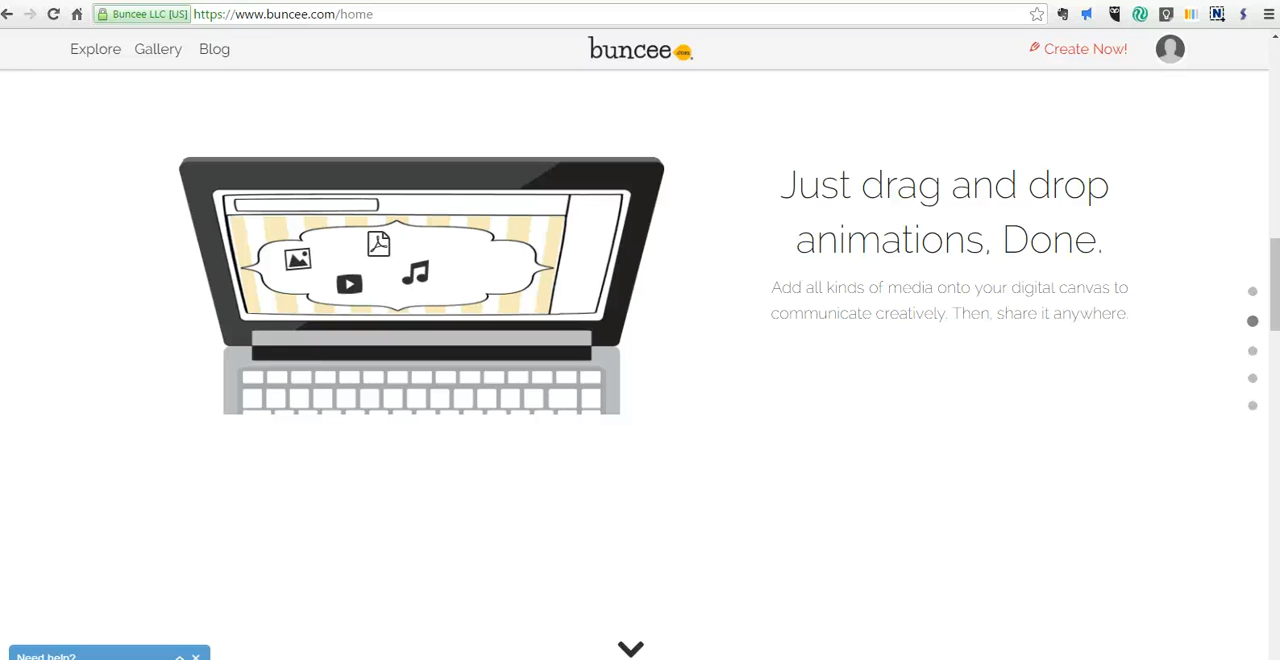 Buncee LLC [US] https://www.buncee.com/home
Explore Gallery Blog buncee.com Create Now!
Just drag and drop
animations, Done.
Add all kinds of media onto your digital canvas to
communicate creatively. Then, share it anywhere.
Need help?